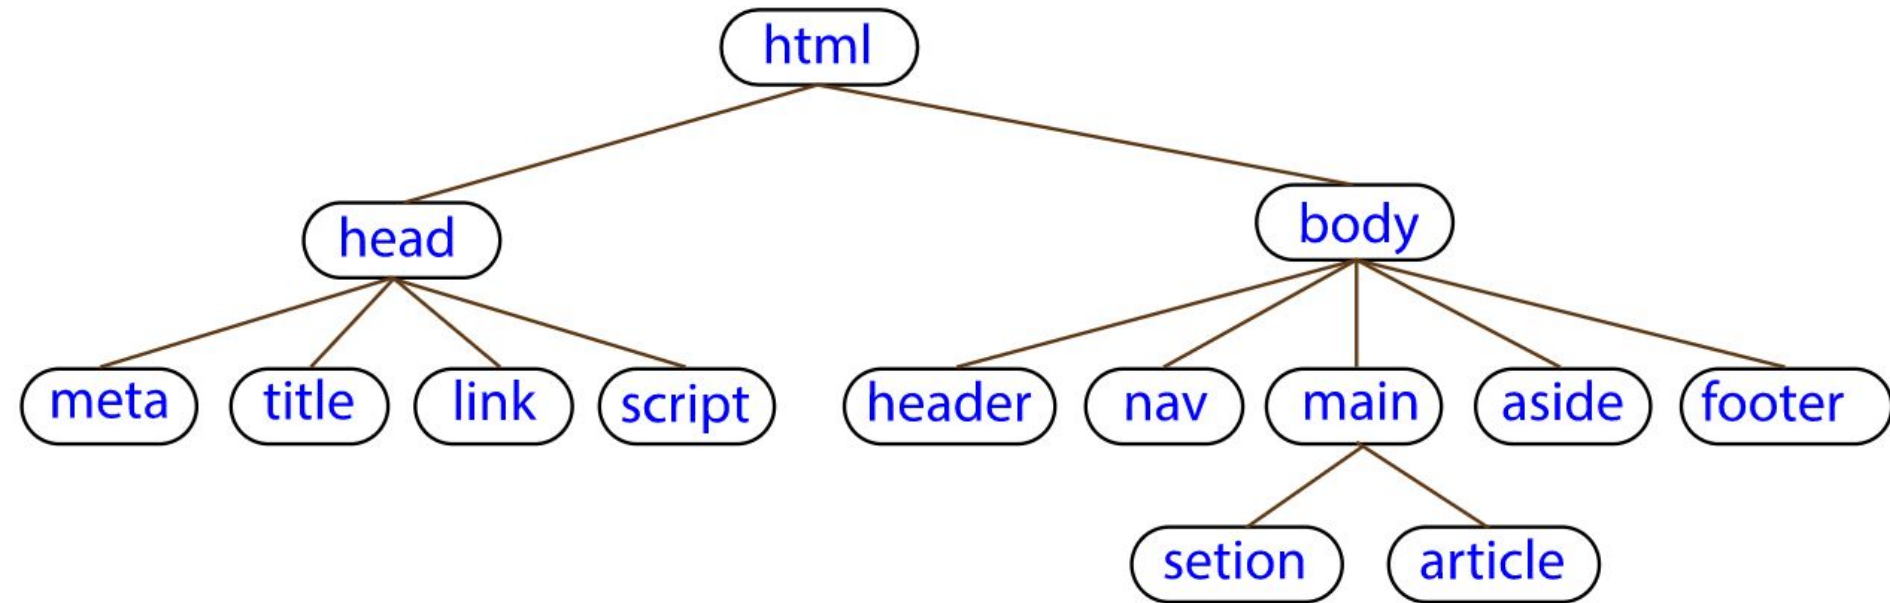 html
head
body
meta
title
link
script
header
nav
main
aside
footer
setion
article